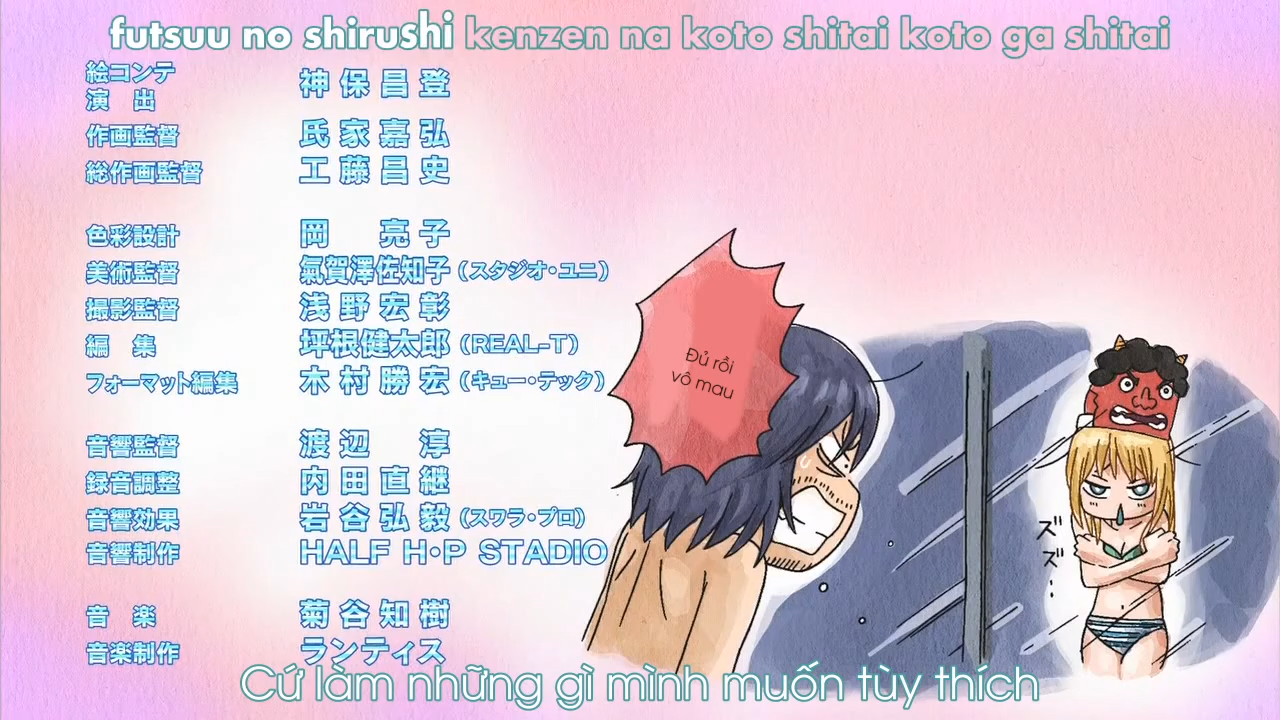 futsuu no shirushi kenzen na koto shitai koto ga shitai
絵コンテ
演 出 神保昌登
作画監督 氏家嘉弘
総作画監督 工藤昌史
色彩設計 岡 亮子
美術監督 氣賀澤佐知子(スタジオ・ユニ)
撮影監督 浅野宏彰
編 集 坪根健太郎(REAL-T)
フォーマット編集 木村勝宏(キュー・テック)
音響監督 渡辺 淳
録音調整 内田直継
音響効果 岩谷弘毅(スワラ・プロ)
音響制作 HALF H・P STADIO
音 楽 菊谷知樹
音楽制作 ランティス
Đủ rồi
vô mau
ズズ・・・
Cứ làm những gì mình muốn tùy thích